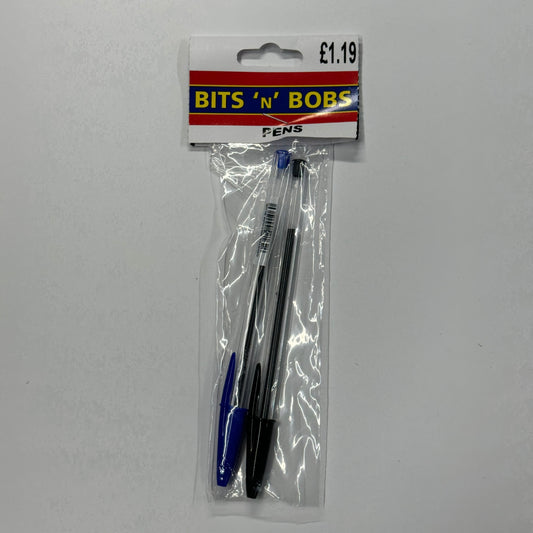 £1.19
BITS 'N' BOBS
PENS